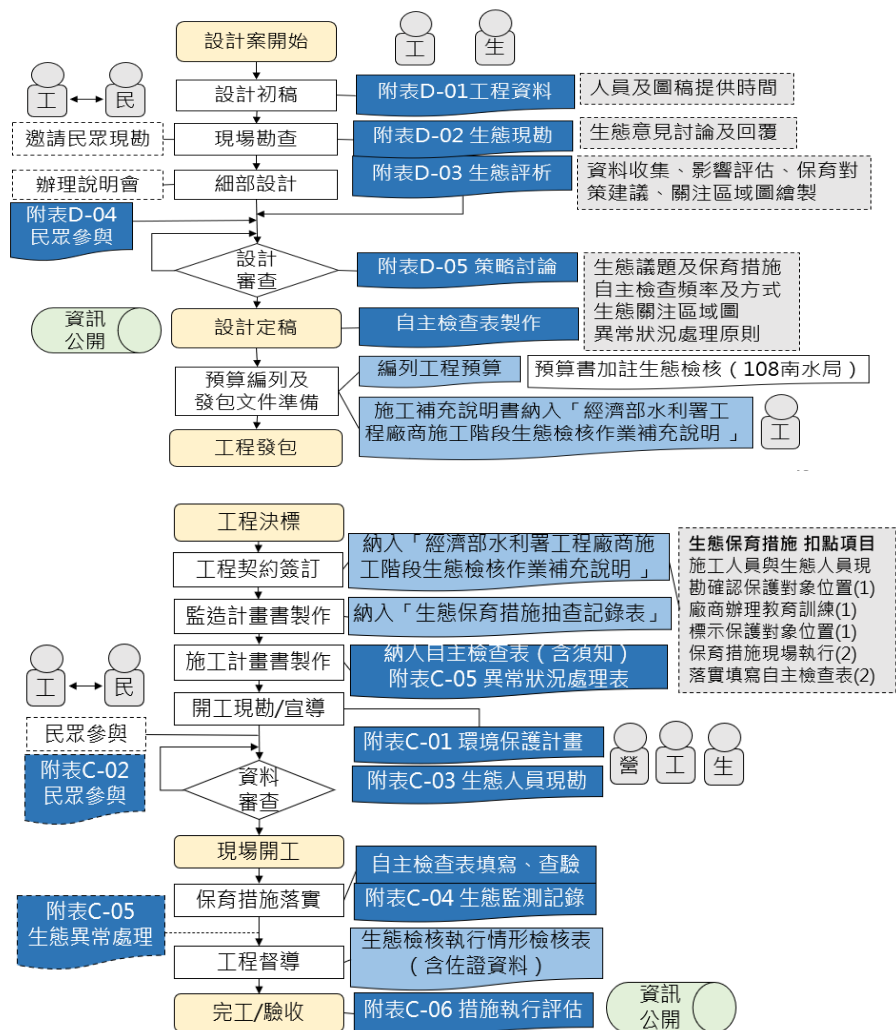 設計案開始
工
生
工
民
設計初稿
附表D-01工程資料
人員及圖稿提供時間
邀請民眾現勘
現場勘查
附表D-02 生態現勘
生態意見討論及回覆
辦理說明會
細部設計
附表D-03 生態評析
資料收集、影響評估、保育對
策建議、關注區域圖繪製
附表D-04
民眾參與
設計
審查
附表D-05 策略討論
生態議題及保育措施
自主檢查頻率及方式
生態關注區域圖
異常狀況處理原則
資訊
公開
設計定稿
自主檢查表製作
預算編列及
發包文件準備
編列工程預算
預算書加註生態檢核（108南水局）
施工補充說明書納入「經濟部水利署工
程廠商施工階段生態檢核作業補充說明 」
工
工程發包
工程決標
工程契約簽訂
納入「經濟部水利署工程廠商施
工階段生態檢核作業補充說明 」
生態保育措施 扣點項目
施工人員與生態人員現
勘確認保護對象位置(1)
廠商辦理教育訓練(1)
標示保護對象位置(1)
保育措施現場執行(2)
落實填寫自主檢查表(2)
監造計畫書製作
納入「生態保育措施抽查記錄表」
施工計畫書製作
納入自主檢查表（含須知）
附表C-05 異常狀況處理表
工
民
開工現勘/宣導
民眾參與
附表C-01 環境保護計畫
附表C-02
民眾參與
資料
審查
附表C-03 生態人員現勘
營
工
生
現場開工
自主檢查表填寫、查驗
保育措施落實
附表C-04 生態監測記錄
附表C-05
生態異常處理
工程督導
生態檢核執行情形檢核表
（含佐證資料）
完工/驗收
附表C-06 措施執行評估
資訊
公開